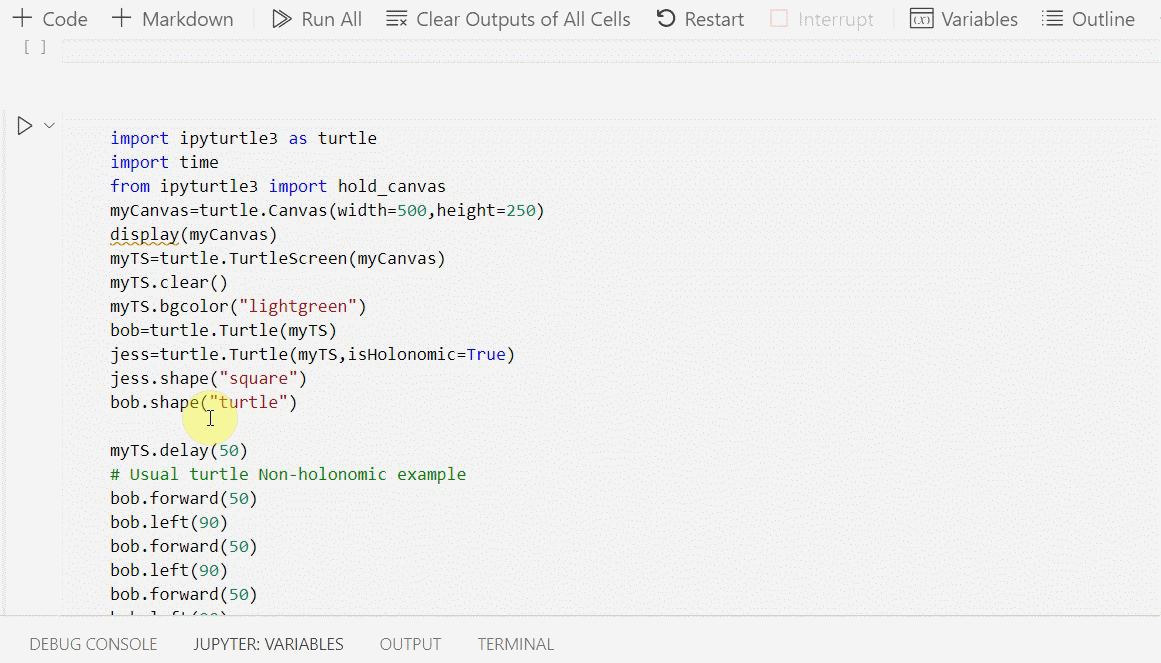 Code Markdown Run All Clear Outputs of All Cells Restart Interrupt Variables Outline
[ ]
import ipyturtle3 as turtle
import time
from ipyturtle3 import hold_canvas
myCanvas=turtle.Canvas(width=500,height=250)
display(myCanvas)
myTS=turtle.TurtleScreen(myCanvas)
myTS.clear()
myTS.bgcolor("lightgreen")
bob=turtle.Turtle(myTS)
jess=turtle.Turtle(myTS,isHolonomic=True)
jess.shape("square")
bob.shape("turtle")
myTS.delay(50)
# Usual turtle Non-holonomic example
bob.forward(50)
bob.left(90)
bob.forward(50)
bob.left(90)
bob.forward(50)
DEBUG CONSOLE JUPYTER: VARIABLES OUTPUT TERMINAL